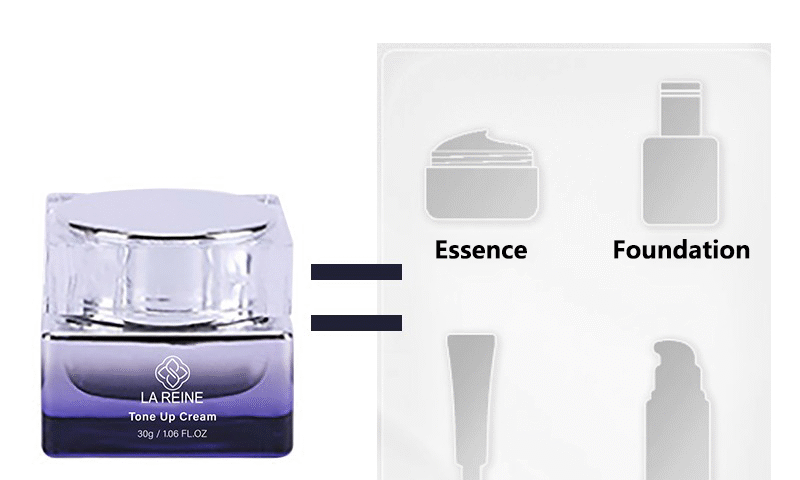 LA REINE
Tone Up Cream
30g / 1.06 FL.OZ
Essence
Foundation